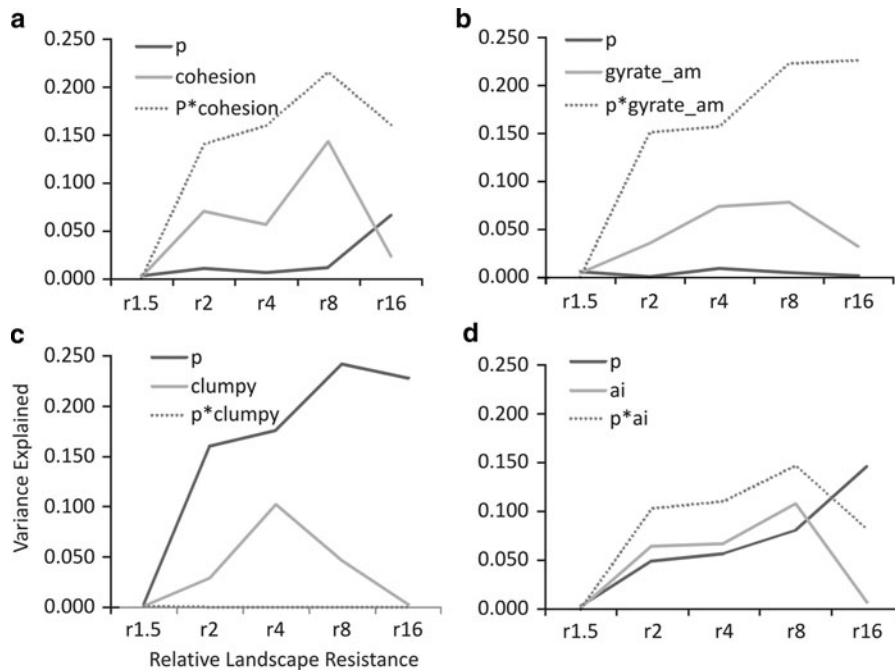 a
p
cohesion
P*cohesion
0.250
0.200
0.150
0.100
0.050
0.000
r1.5 r2 r4 r8 r16
b
p
gyrate_am
p*gyrate_am
0.250
0.200
0.150
0.100
0.050
0.000
r1.5 r2 r4 r8 r16
c
p
clumpy
p*clumpy
0.250
0.200
0.150
0.100
0.050
0.000
r1.5 r2 r4 r8 r16
Variance Explained
Relative Landscape Resistance
d
p
ai
p*ai
0.250
0.200
0.150
0.100
0.050
0.000
r1.5 r2 r4 r8 r16